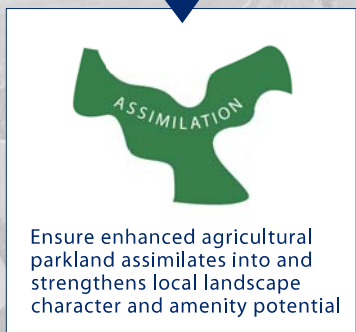 ASSIMILATION
Ensure enhanced agricultural
parkland assimilates into and
strengthens local landscape
character and amenity potential